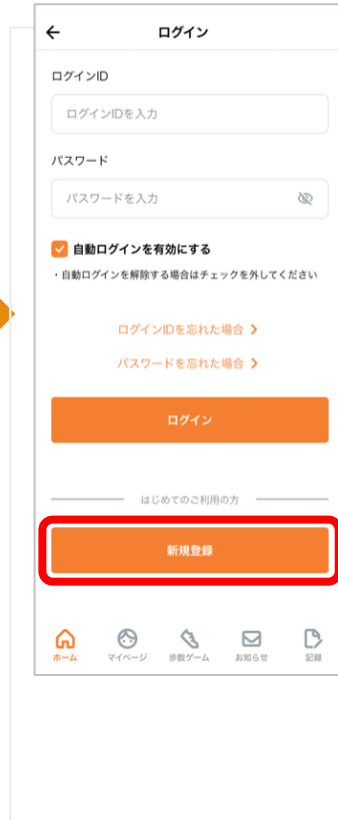 ログイン
ログインID
ログインIDを入力
パスワード
パスワードを入力
自動ログインを有効にする
・自動ログインを解除する場合はチェックを外してください
ログインIDを忘れた場合
パスワードを忘れた場合
ログイン
はじめてのご利用の方
新規登録
ホーム マイページ 歩数ゲーム お知らせ 記録